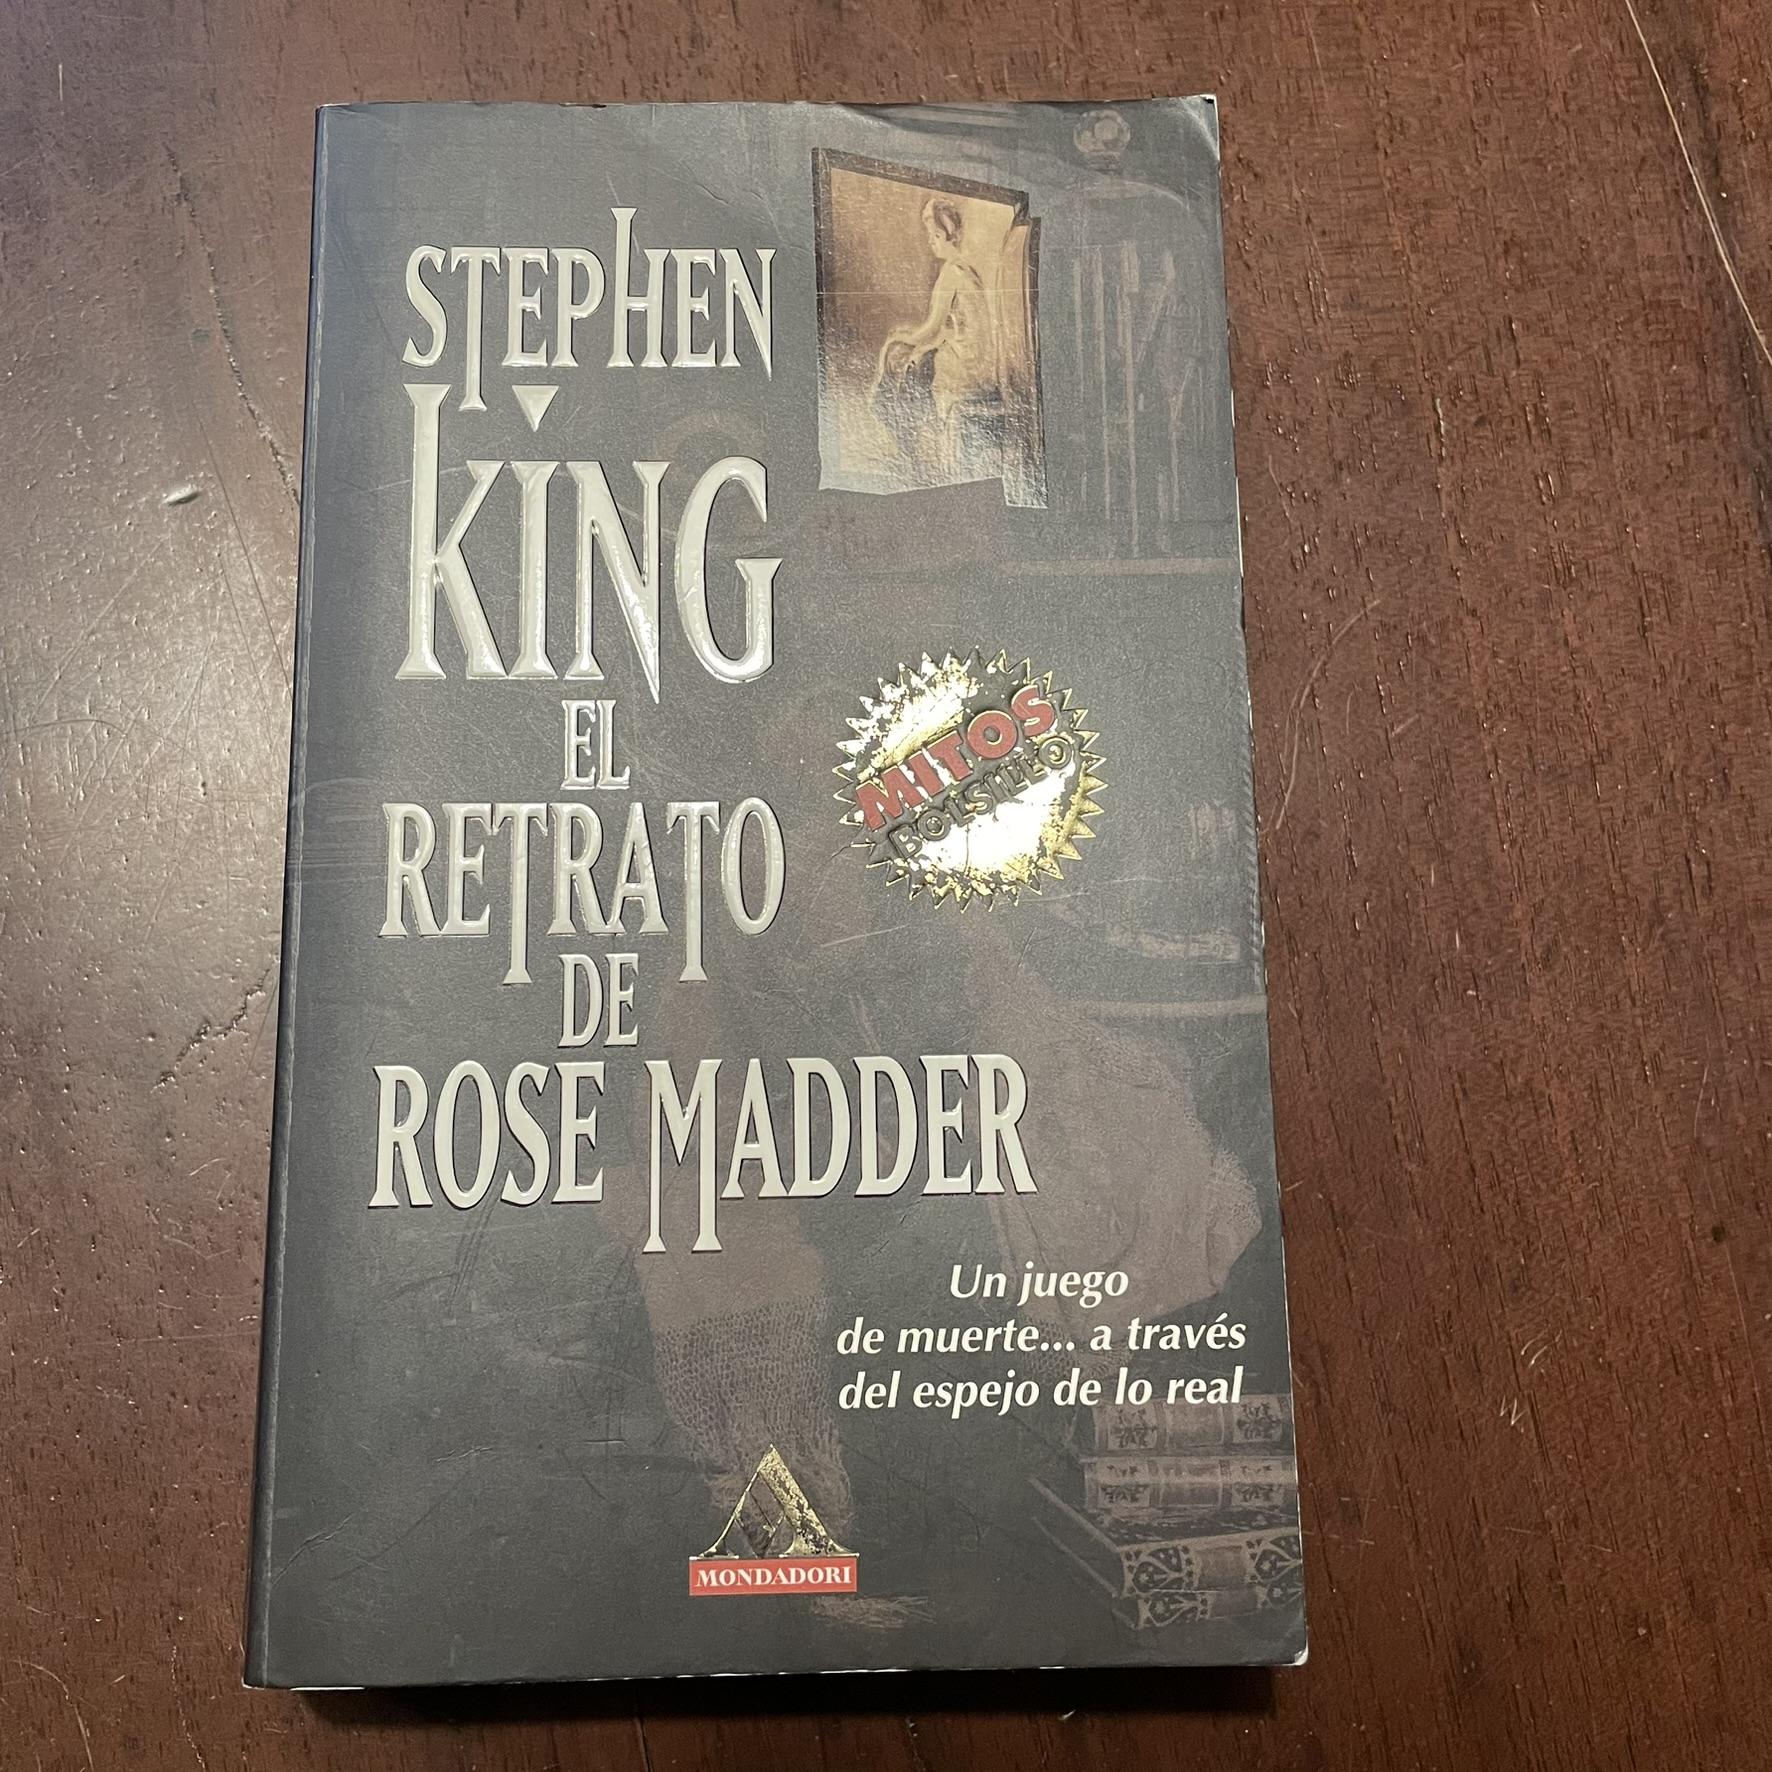 STEPHEN
KING
EL
RETRATO
DE
ROSE MADDER
MITOS
BOLSILLO
Un juego
de muerte... a través
del espejo de lo real
MONDADORI